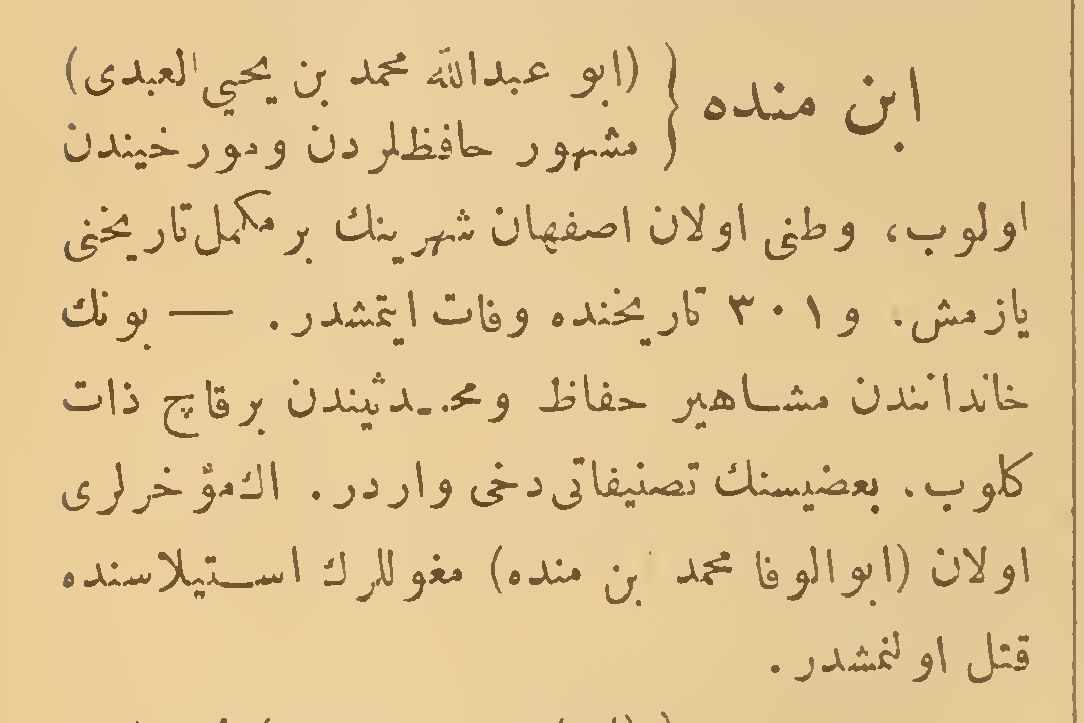 ابن منده { (ابو عبدالله محمد بن يحيي العبدى)
مشهور حافظلردن ومورخيندن
اولوب، وطنى اولان اصفهان شهرينك بر مكمل تاريخنى
يازمش. و ٣٠١ تاريخنده وفات ايتمشدر. — بونك
خاندانندن مشاهير حفاظ ومحدثيندن برقاچ ذات
كلوب. بعضيسنك تصنيفاتى دخى واردر. اك مؤخرلرى
اولان (ابوالوفا محمد بن منده) مغوللرك استيلاسنده
قتل اولنمشدر.